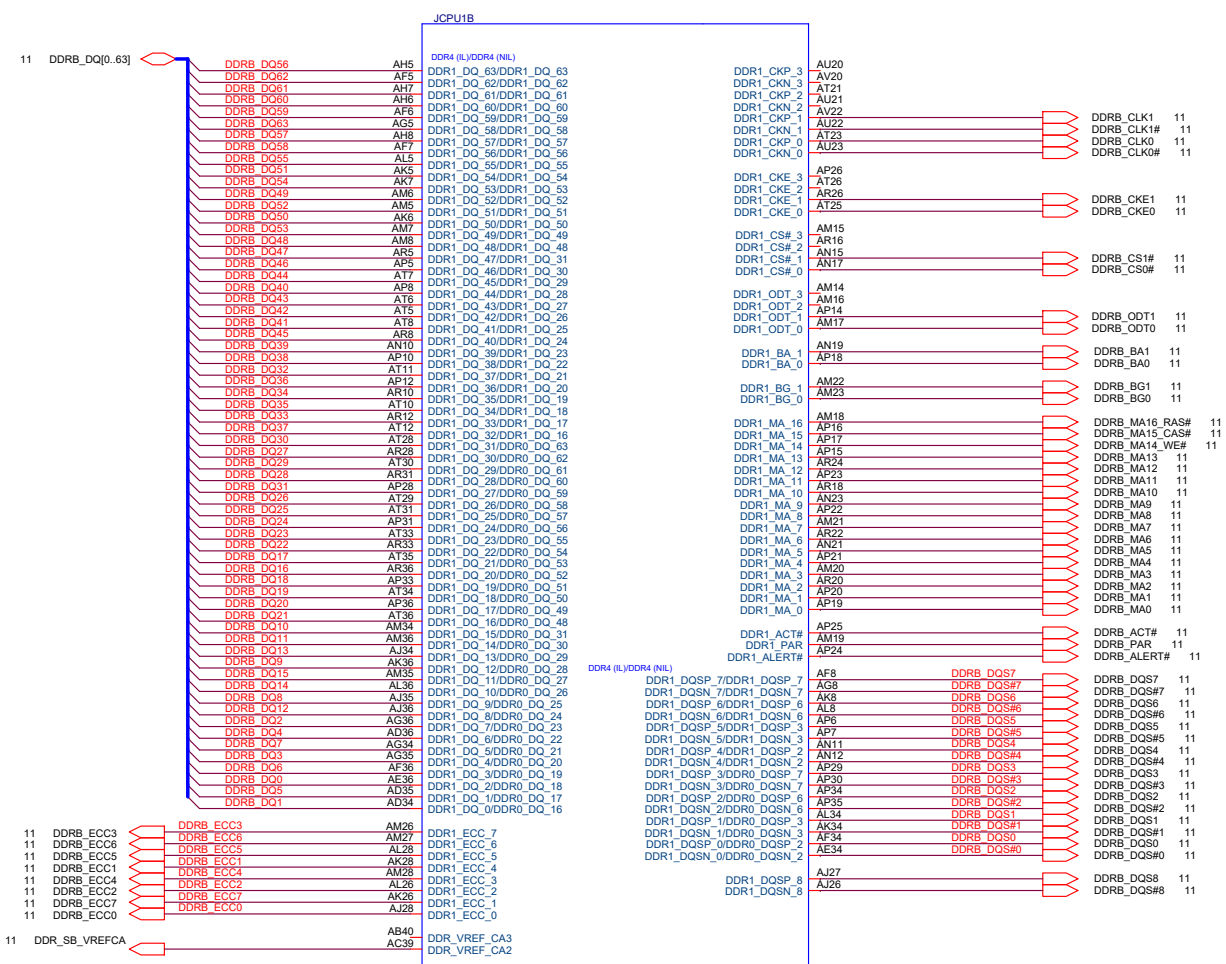 JCPU1B
11 DDRB_DQ[0..63]
DDR4 (IL)/DDR4 (NIL)
DDRB_DQ56 AH5 DDR1_DQ_63/DDR1_DQ_63
DDRB_DQ62 AF5 DDR1_DQ_62/DDR1_DQ_62
DDRB_DQ61 AH7 DDR1_DQ_61/DDR1_DQ_61
DDRB_DQ60 AH6 DDR1_DQ_60/DDR1_DQ_60
DDRB_DQ59 AF6 DDR1_DQ_59/DDR1_DQ_59
DDRB_DQ63 AG5 DDR1_DQ_58/DDR1_DQ_58
DDRB_DQ57 AH8 DDR1_DQ_57/DDR1_DQ_57
DDRB_DQ58 AF7 DDR1_DQ_56/DDR1_DQ_56
DDRB_DQ55 AL5 DDR1_DQ_55/DDR1_DQ_55
DDRB_DQ51 AK5 DDR1_DQ_54/DDR1_DQ_54
DDRB_DQ54 AK7 DDR1_DQ_53/DDR1_DQ_53
DDRB_DQ49 AM6 DDR1_DQ_52/DDR1_DQ_52
DDRB_DQ52 AM5 DDR1_DQ_51/DDR1_DQ_51
DDRB_DQ50 AK6 DDR1_DQ_50/DDR1_DQ_50
DDRB_DQ53 AM7 DDR1_DQ_49/DDR1_DQ_49
DDRB_DQ48 AM8 DDR1_DQ_48/DDR1_DQ_48
DDRB_DQ47 AR5 DDR1_DQ_47/DDR1_DQ_31
DDRB_DQ46 AP5 DDR1_DQ_46/DDR1_DQ_30
DDRB_DQ44 AT7 DDR1_DQ_45/DDR1_DQ_29
DDRB_DQ40 AP8 DDR1_DQ_44/DDR1_DQ_28
DDRB_DQ43 AT6 DDR1_DQ_43/DDR1_DQ_27
DDRB_DQ42 AT5 DDR1_DQ_42/DDR1_DQ_26
DDRB_DQ41 AT8 DDR1_DQ_41/DDR1_DQ_25
DDRB_DQ45 AR8 DDR1_DQ_40/DDR1_DQ_24
DDRB_DQ39 AN10 DDR1_DQ_39/DDR1_DQ_23
DDRB_DQ38 AP10 DDR1_DQ_38/DDR1_DQ_22
DDRB_DQ32 AT11 DDR1_DQ_37/DDR1_DQ_21
DDRB_DQ36 AP12 DDR1_DQ_36/DDR1_DQ_20
DDRB_DQ34 AR10 DDR1_DQ_35/DDR1_DQ_19
DDRB_DQ35 AT10 DDR1_DQ_34/DDR1_DQ_18
DDRB_DQ33 AR12 DDR1_DQ_33/DDR1_DQ_17
DDRB_DQ37 AT12 DDR1_DQ_32/DDR1_DQ_16
DDRB_DQ30 AT28 DDR1_DQ_31/DDR0_DQ_63
DDRB_DQ27 AR28 DDR1_DQ_30/DDR0_DQ_62
DDRB_DQ29 AT30 DDR1_DQ_29/DDR0_DQ_61
DDRB_DQ28 AR31 DDR1_DQ_28/DDR0_DQ_60
DDRB_DQ31 AP28 DDR1_DQ_27/DDR0_DQ_59
DDRB_DQ26 AT29 DDR1_DQ_26/DDR0_DQ_58
DDRB_DQ25 AT31 DDR1_DQ_25/DDR0_DQ_57
DDRB_DQ24 AP31 DDR1_DQ_24/DDR0_DQ_56
DDRB_DQ23 AT33 DDR1_DQ_23/DDR0_DQ_55
DDRB_DQ22 AR33 DDR1_DQ_22/DDR0_DQ_54
DDRB_DQ17 AT35 DDR1_DQ_21/DDR0_DQ_53
DDRB_DQ16 AR36 DDR1_DQ_20/DDR0_DQ_52
DDRB_DQ18 AP33 DDR1_DQ_19/DDR0_DQ_51
DDRB_DQ19 AT34 DDR1_DQ_18/DDR0_DQ_50
DDRB_DQ20 AP36 DDR1_DQ_17/DDR0_DQ_49
DDRB_DQ21 AT36 DDR1_DQ_16/DDR0_DQ_48
DDRB_DQ10 AM34 DDR1_DQ_15/DDR0_DQ_31
DDRB_DQ11 AM36 DDR1_DQ_14/DDR0_DQ_30
DDRB_DQ13 AJ34 DDR1_DQ_13/DDR0_DQ_29
DDRB_DQ9 AK36 DDR1_DQ_12/DDR0_DQ_28
DDRB_DQ15 AM35 DDR1_DQ_11/DDR0_DQ_27
DDRB_DQ14 AL36 DDR1_DQ_10/DDR0_DQ_26
DDRB_DQ8 AJ35 DDR1_DQ_9/DDR0_DQ_25
DDRB_DQ12 AJ36 DDR1_DQ_8/DDR0_DQ_24
DDRB_DQ2 AG36 DDR1_DQ_7/DDR0_DQ_23
DDRB_DQ4 AD36 DDR1_DQ_6/DDR0_DQ_22
DDRB_DQ7 AG34 DDR1_DQ_5/DDR0_DQ_21
DDRB_DQ3 AG35 DDR1_DQ_4/DDR0_DQ_20
DDRB_DQ6 AF36 DDR1_DQ_3/DDR0_DQ_19
DDRB_DQ0 AE36 DDR1_DQ_2/DDR0_DQ_18
DDRB_DQ5 AD35 DDR1_DQ_1/DDR0_DQ_17
DDRB_DQ1 AD34 DDR1_DQ_0/DDR0_DQ_16
11 DDRB_ECC3 DDRB_ECC3 AM26 DDR1_ECC_7
11 DDRB_ECC6 DDRB_ECC6 AM27 DDR1_ECC_6
11 DDRB_ECC5 DDRB_ECC5 AL28 DDR1_ECC_5
11 DDRB_ECC1 DDRB_ECC1 AK28 DDR1_ECC_4
11 DDRB_ECC4 DDRB_ECC4 AM28 DDR1_ECC_3
11 DDRB_ECC2 DDRB_ECC2 AL26 DDR1_ECC_2
11 DDRB_ECC7 DDRB_ECC7 AK26 DDR1_ECC_1
11 DDRB_ECC0 DDRB_ECC0 AJ28 DDR1_ECC_0
AB40 DDR_VREF_CA3
11 DDR_SB_VREFCA AC39 DDR_VREF_CA2
DDR1_CKP_3 AU20
DDR1_CKN_3 AV20
DDR1_CKP_2 AT21
DDR1_CKN_2 AU21
DDR1_CKP_1 AV22 DDRB_CLK1 11
DDR1_CKN_1 AU22 DDRB_CLK1# 11
DDR1_CKP_0 AT23 DDRB_CLK0 11
DDR1_CKN_0 AU23 DDRB_CLK0# 11
DDR1_CKE_3 AP26
DDR1_CKE_2 AT26
DDR1_CKE_1 AR26 DDRB_CKE1 11
DDR1_CKE_0 AT25 DDRB_CKE0 11
DDR1_CS#_3 AM15
DDR1_CS#_2 AR16
DDR1_CS#_1 AN15 DDRB_CS1# 11
DDR1_CS#_0 AN17 DDRB_CS0# 11
DDR1_ODT_3 AM14
DDR1_ODT_2 AM16
DDR1_ODT_1 AP14 DDRB_ODT1 11
DDR1_ODT_0 AM17 DDRB_ODT0 11
DDR1_BA_1 AN19 DDRB_BA1 11
DDR1_BA_0 AP18 DDRB_BA0 11
DDR1_BG_1 AM22 DDRB_BG1 11
DDR1_BG_0 AM23 DDRB_BG0 11
DDR1_MA_16 AM18 DDRB_MA16_RAS# 11
DDR1_MA_15 AP16 DDRB_MA15_CAS# 11
DDR1_MA_14 AP17 DDRB_MA14_WE# 11
DDR1_MA_13 AP15 DDRB_MA13 11
DDR1_MA_12 AR24 DDRB_MA12 11
DDR1_MA_11 AP23 DDRB_MA11 11
DDR1_MA_10 AR18 DDRB_MA10 11
DDR1_MA_9 AN23 DDRB_MA9 11
DDR1_MA_8 AP22 DDRB_MA8 11
DDR1_MA_7 AM21 DDRB_MA7 11
DDR1_MA_6 AR22 DDRB_MA6 11
DDR1_MA_5 AN21 DDRB_MA5 11
DDR1_MA_4 AP21 DDRB_MA4 11
DDR1_MA_3 AM20 DDRB_MA3 11
DDR1_MA_2 AR20 DDRB_MA2 11
DDR1_MA_1 AP20 DDRB_MA1 11
DDR1_MA_0 AP19 DDRB_MA0 11
DDR1_ACT# AP25 DDRB_ACT# 11
DDR1_PAR AM19 DDRB_PAR 11
DDR1_ALERT# AP24 DDRB_ALERT# 11
DDR4 (IL)/DDR4 (NIL)
DDR1_DQSP_7/DDR1_DQSP_7 AF8 DDRB_DQS7 DDRB_DQS7 11
DDR1_DQSN_7/DDR1_DQSN_7 AG8 DDRB_DQS#7 DDRB_DQS#7 11
DDR1_DQSP_6/DDR1_DQSP_6 AK8 DDRB_DQS6 DDRB_DQS6 11
DDR1_DQSN_6/DDR1_DQSN_6 AL8 DDRB_DQS#6 DDRB_DQS#6 11
DDR1_DQSP_5/DDR1_DQSP_3 AP6 DDRB_DQS5 DDRB_DQS5 11
DDR1_DQSN_5/DDR1_DQSN_3 AP7 DDRB_DQS#5 DDRB_DQS#5 11
DDR1_DQSP_4/DDR1_DQSP_2 AN11 DDRB_DQS4 DDRB_DQS4 11
DDR1_DQSN_4/DDR1_DQSN_2 AN12 DDRB_DQS#4 DDRB_DQS#4 11
DDR1_DQSP_3/DDR0_DQSP_7 AP29 DDRB_DQS3 DDRB_DQS3 11
DDR1_DQSN_3/DDR0_DQSN_7 AP30 DDRB_DQS#3 DDRB_DQS#3 11
DDR1_DQSP_2/DDR0_DQSP_6 AP34 DDRB_DQS2 DDRB_DQS2 11
DDR1_DQSN_2/DDR0_DQSN_6 AP35 DDRB_DQS#2 DDRB_DQS#2 11
DDR1_DQSP_1/DDR0_DQSP_3 AL34 DDRB_DQS1 DDRB_DQS1 11
DDR1_DQSN_1/DDR0_DQSN_3 AK34 DDRB_DQS#1 DDRB_DQS#1 11
DDR1_DQSP_0/DDR0_DQSP_2 AF34 DDRB_DQS0 DDRB_DQS0 11
DDR1_DQSN_0/DDR0_DQSN_2 AE34 DDRB_DQS#0 DDRB_DQS#0 11
DDR1_DQSP_8 AJ27 DDRB_DQS8 11
DDR1_DQSN_8 AJ26 DDRB_DQS#8 11